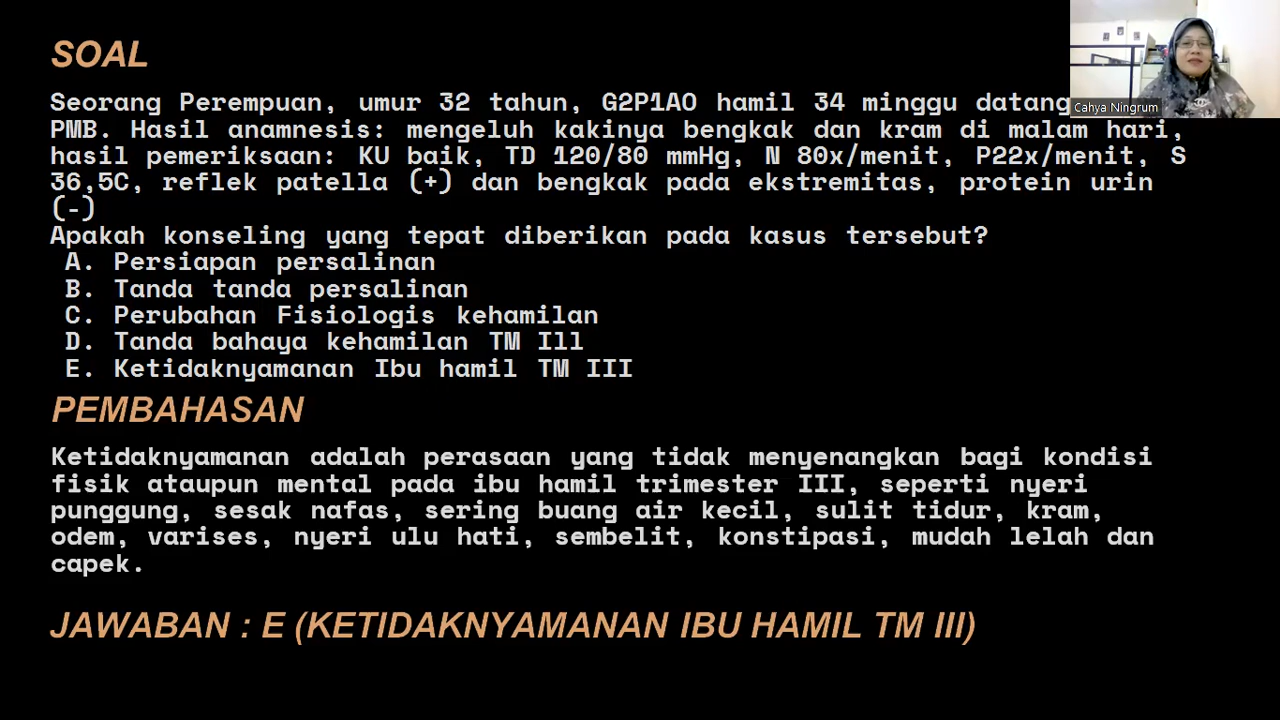 SOAL
Seorang Perempuan, umur 32 tahun, G2P1A0 hamil 34 minggu datang
PMB. Hasil anamnesis: mengeluh kakinya bengkak dan kram di malam hari,
hasil pemeriksaan: KU baik, TD 120/80 mmHg, N 80x/menit, P22x/menit, S
36,5C, reflek patella (+) dan bengkak pada ekstremitas, protein urin
(-)
Apakah konseling yang tepat diberikan pada kasus tersebut?
A. Persiapan persalinan
B. Tanda tanda persalinan
C. Perubahan Fisiologis kehamilan
D. Tanda bahaya kehamilan TM Ill
E. Ketidaknyamanan Ibu hamil TM III
PEMBAHASAN
Ketidaknyamanan adalah perasaan yang tidak menyenangkan bagi kondisi
fisik ataupun mental pada ibu hamil trimester III, seperti nyeri
punggung, sesak nafas, sering buang air kecil, sulit tidur, kram,
odem, varises, nyeri ulu hati, sembelit, konstipasi, mudah lelah dan
capek.
JAWABAN : E (KETIDAKNYAMANAN IBU HAMIL TM III)
Cahya Ningrum